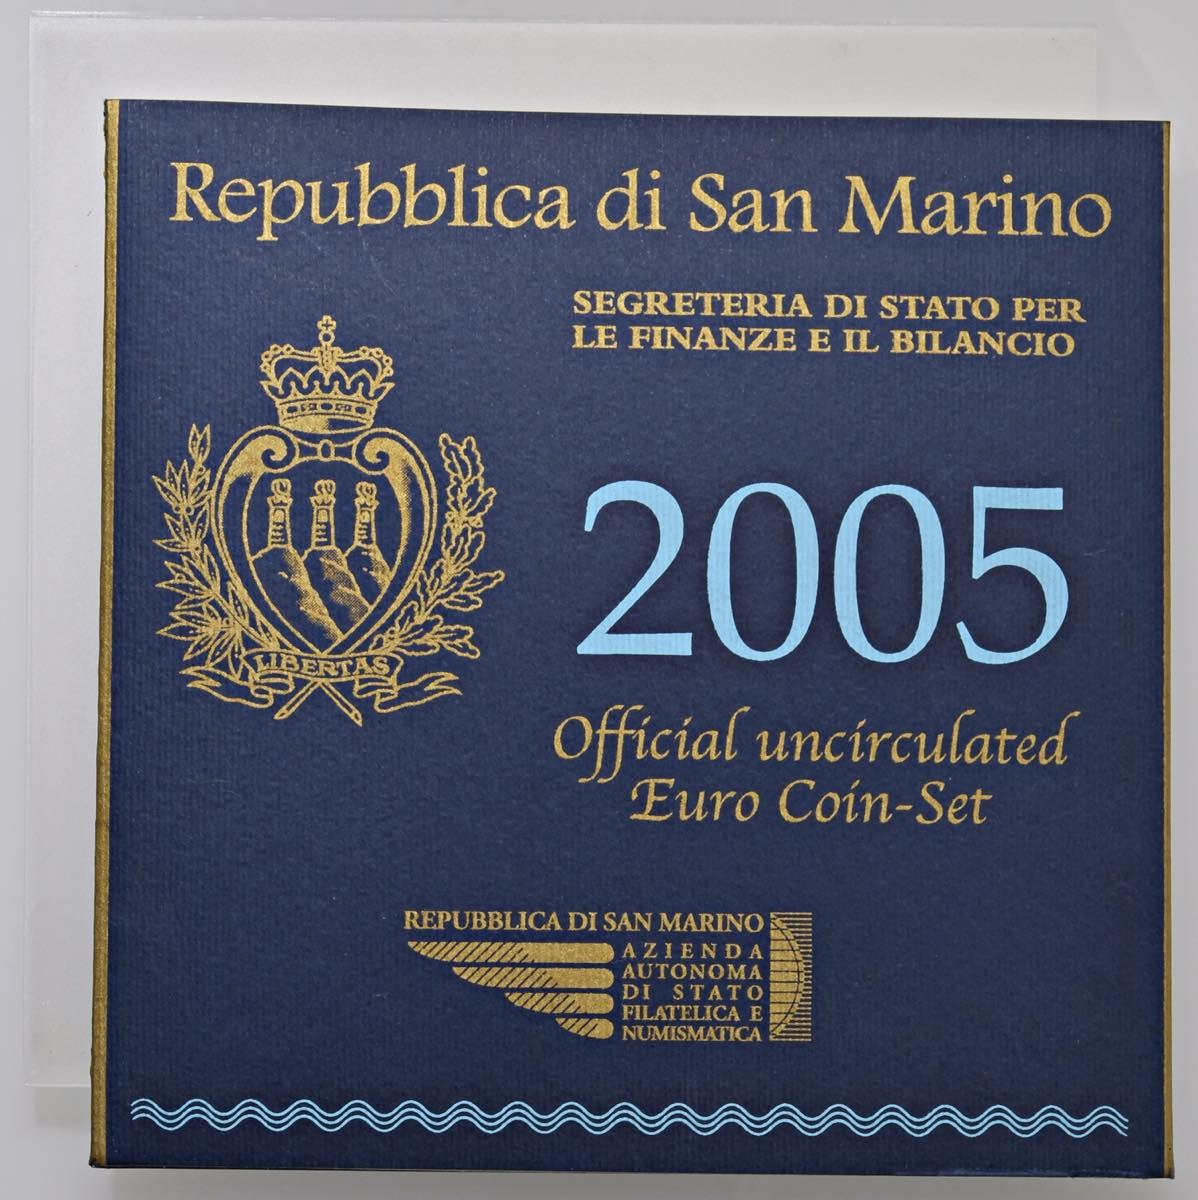 Repubblica di San Marino
SEGRETERIA DI STATO PER
LE FINANZE E IL BILANCIO
LIBERTAS
2005
Official uncirculated
Euro Coin-Set
REPUBBLICA DI SAN MARINO
AZIENDA
AUTONOMA
DI STATO
FILATELICA E
NUMISMATICA